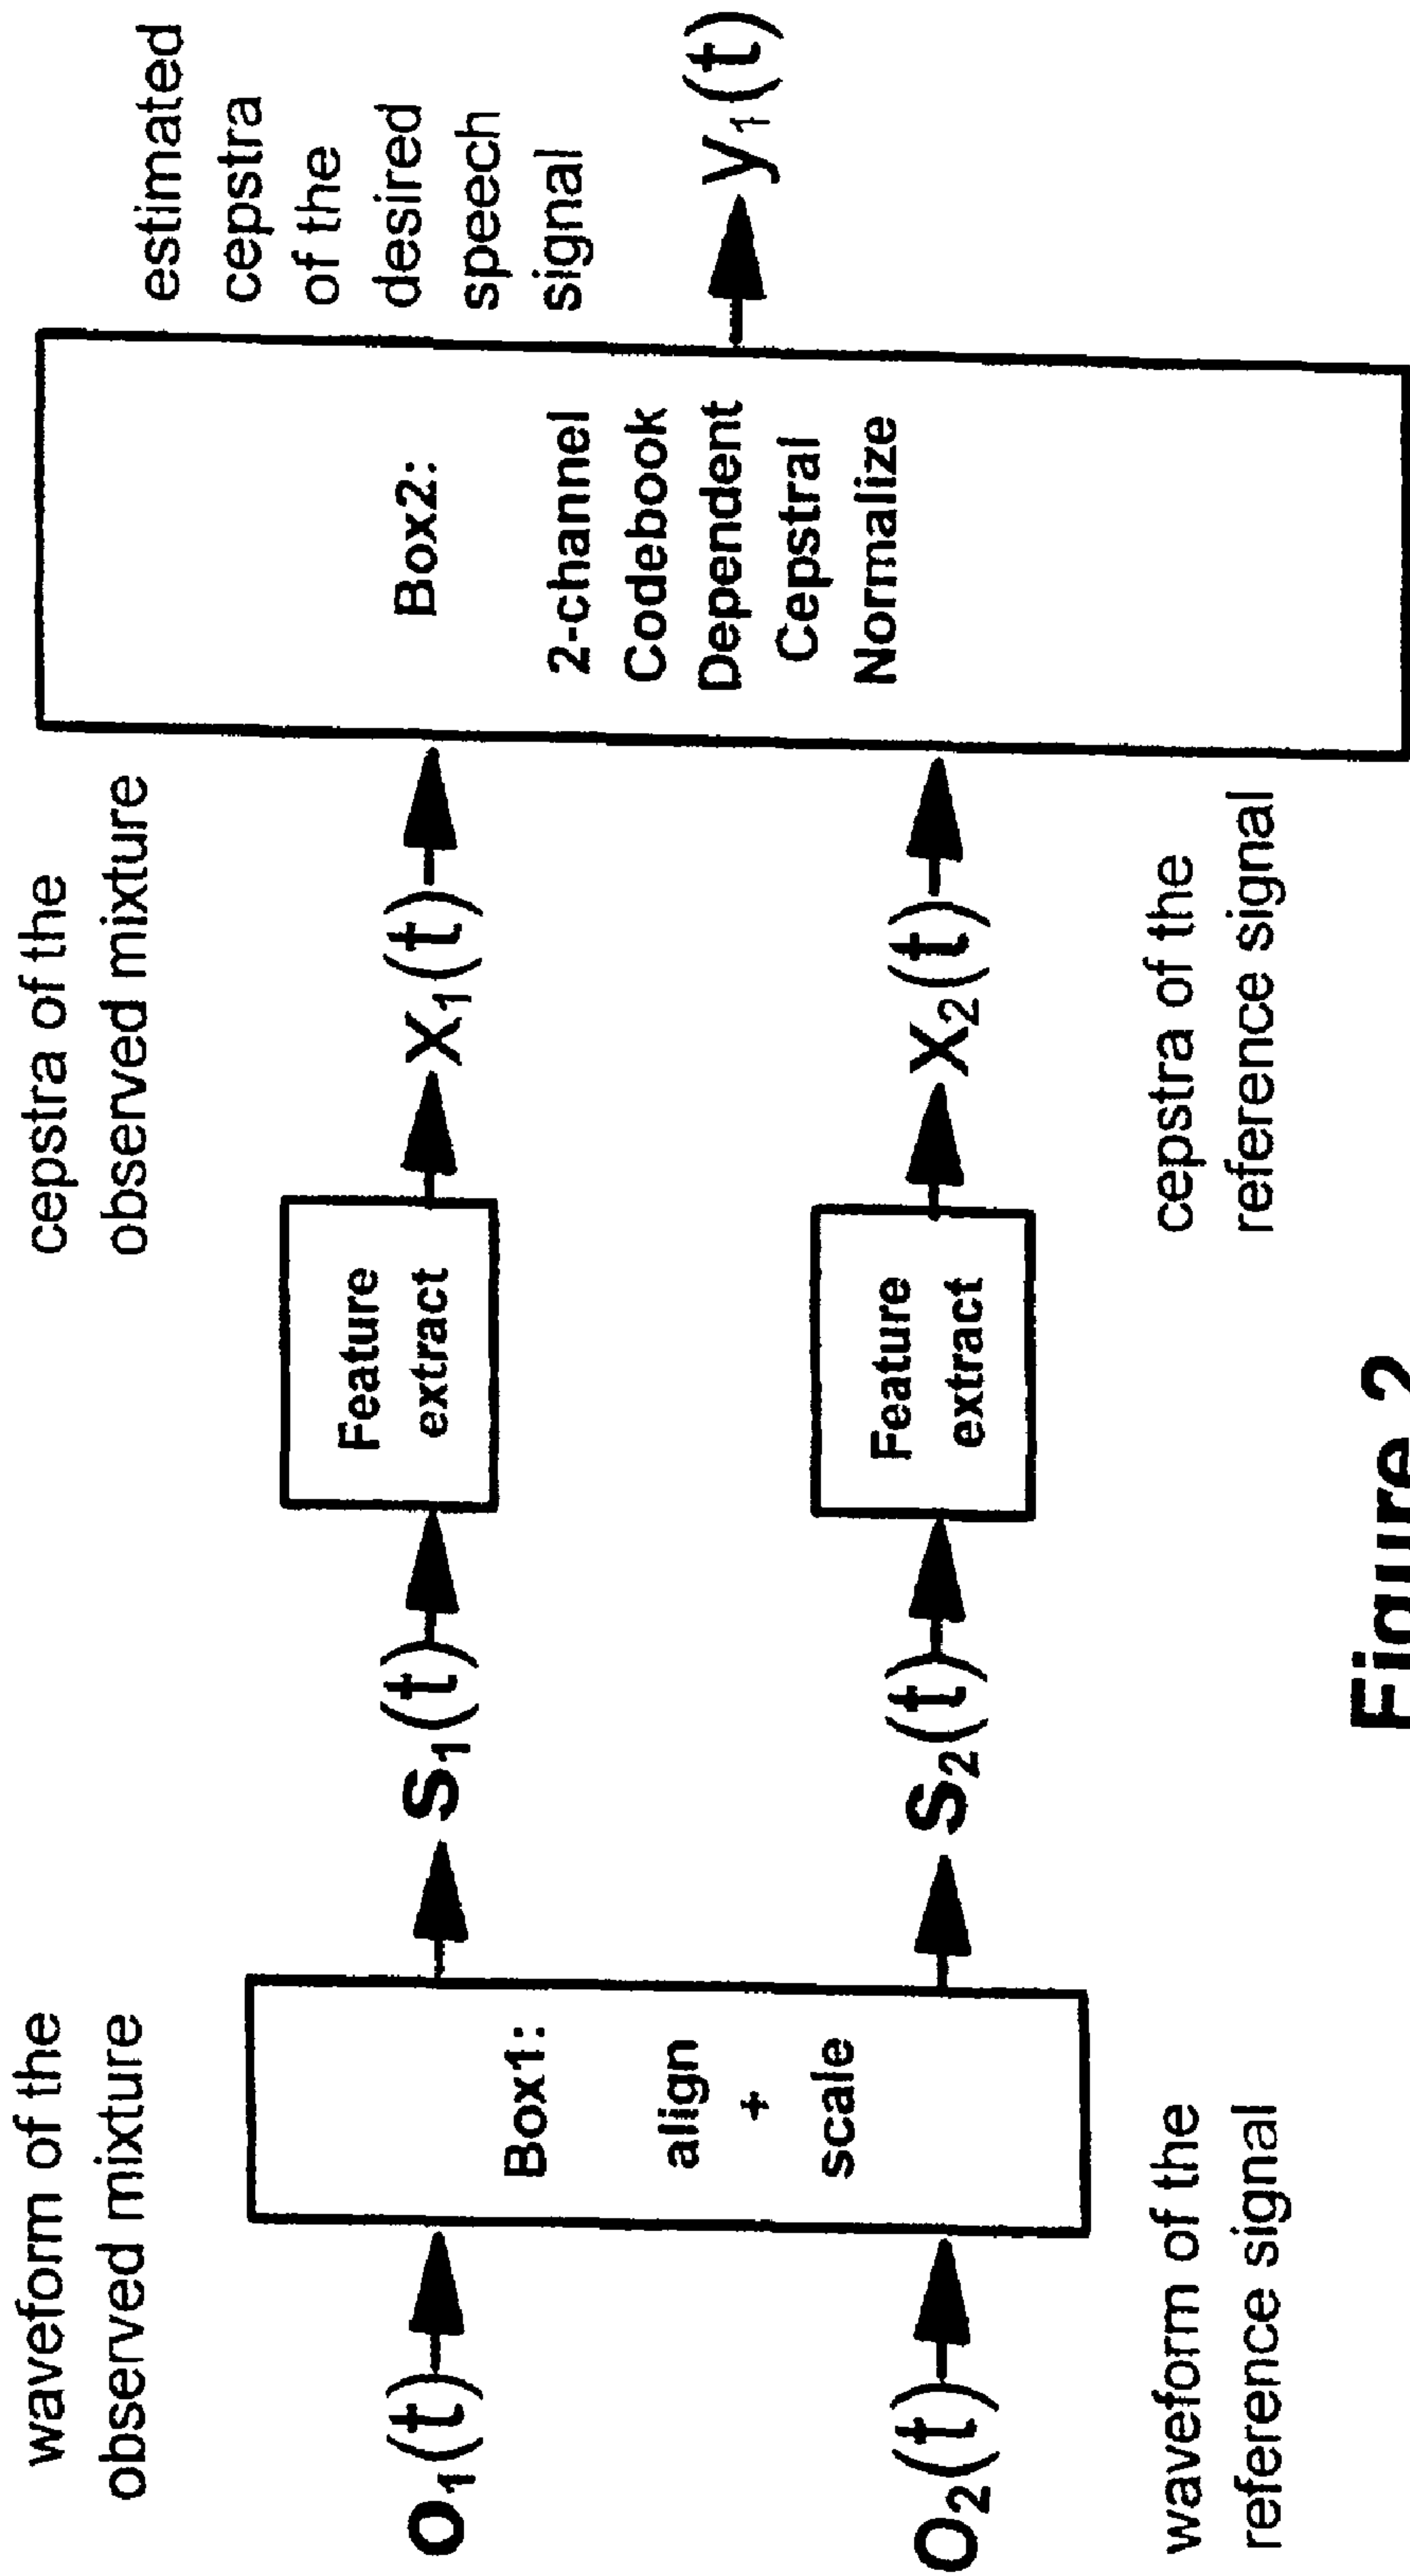 waveform of the
observed mixture
o₁(t)
o₂(t)
waveform of the
reference signal
Box1:
align
+
scale
s₁(t)
s₂(t)
Feature
extract
Feature
extract
cepstra of the
observed mixture
x₁(t)
x₂(t)
cepstra of the
reference signal
Box2:
2-channel
Codebook
Dependent
Cepstral
Normalize
estimated
cepstra
of the
desired
speech
signal
y₁(t)
Figure 2